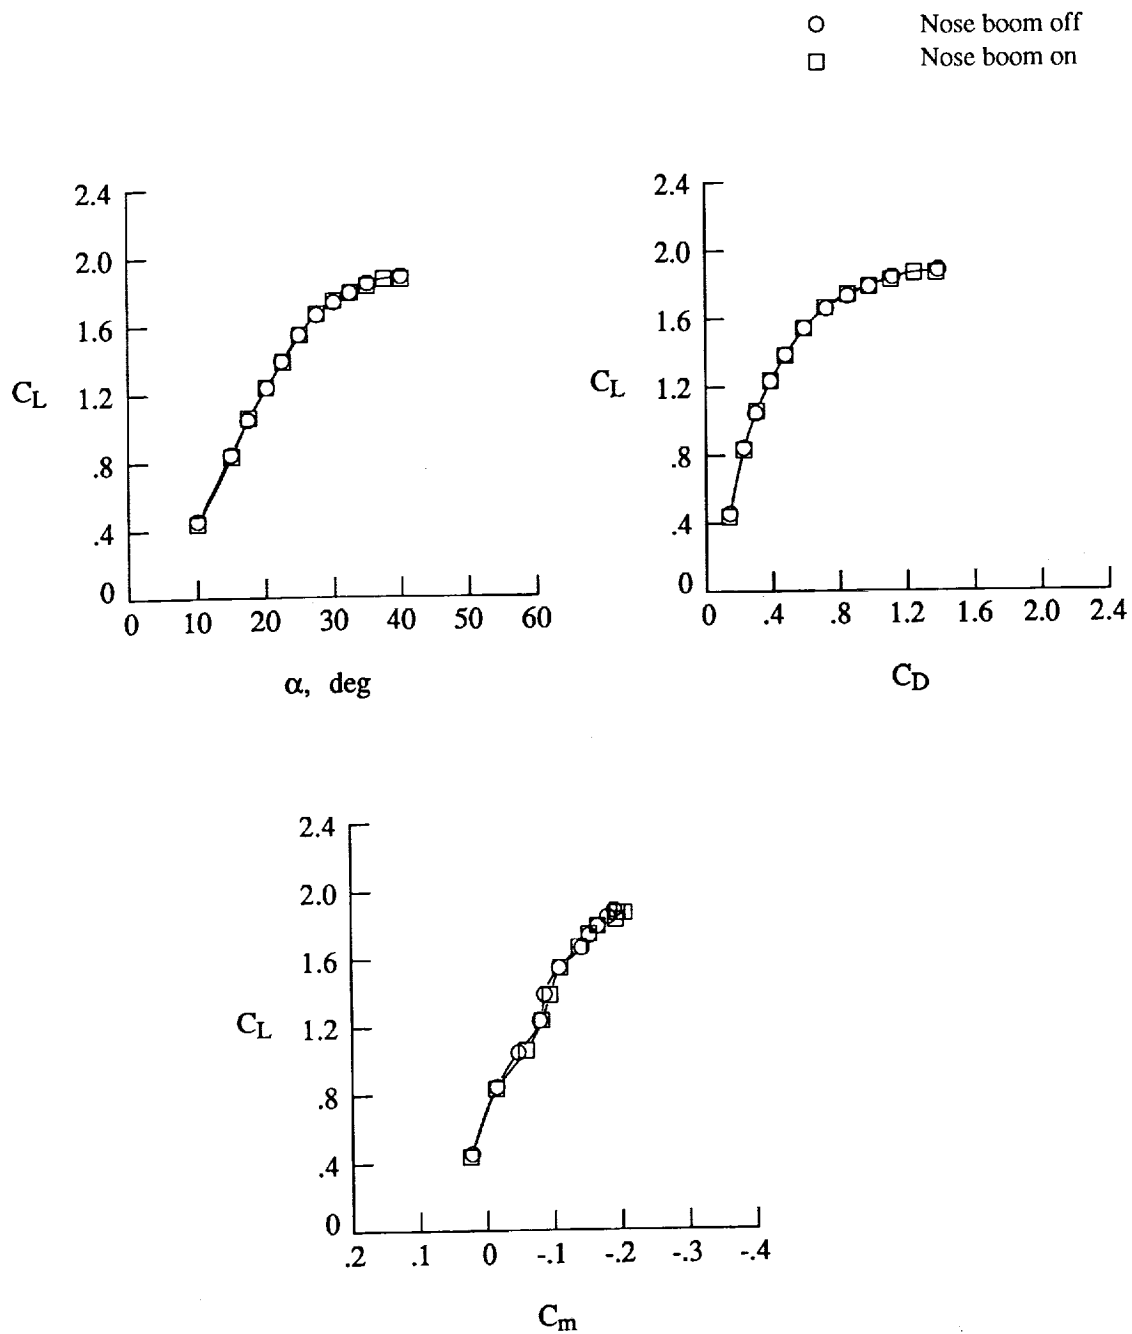 Nose boom off
Nose boom on
2.4
2.0
1.6
C_L 1.2
.8
.4
0
0 10 20 30 40 50 60
α, deg
2.4
2.0
1.6
C_L 1.2
.8
.4
0
0 .4 .8 1.2 1.6 2.0 2.4
C_D
2.4
2.0
1.6
C_L 1.2
.8
.4
0
.2 .1 0 -.1 -.2 -.3 -.4
C_m